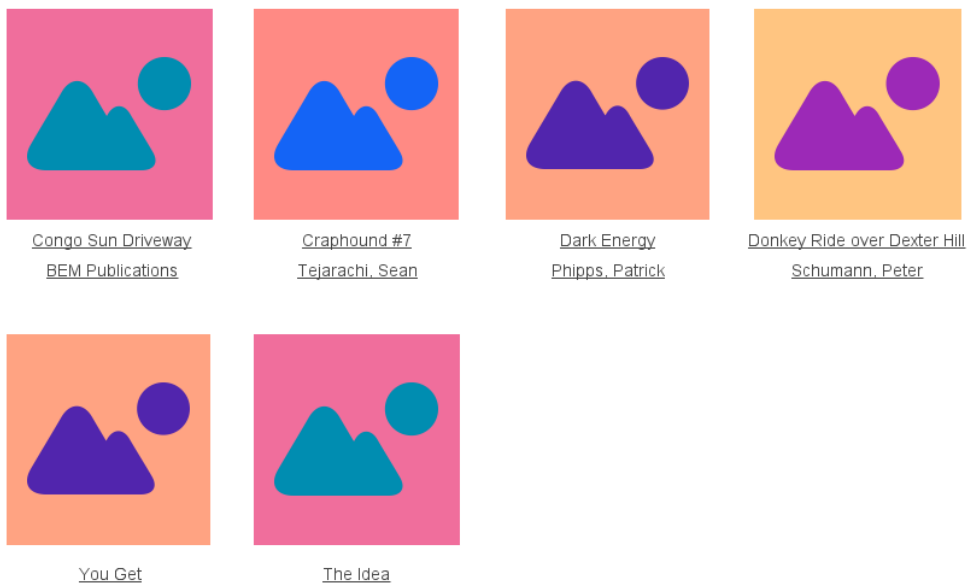 Congo Sun Driveway
BEM Publications
Craphound #7
Tejarachi, Sean
Dark Energy
Phipps, Patrick
Donkey Ride over Dexter Hill
Schumann, Peter
You Get
The Idea